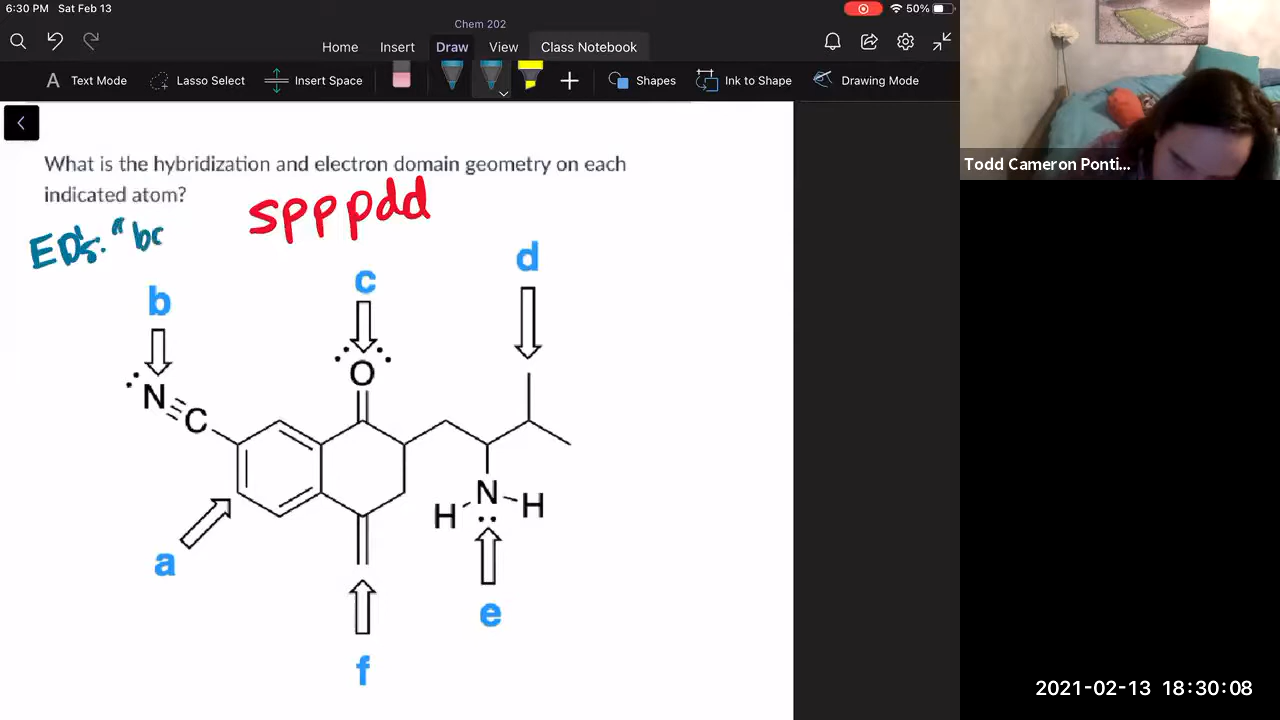 6:30 PM Sat Feb 13
50%
Chem 202
Home Insert Draw View Class Notebook
A Text Mode Lasso Select Insert Space Shapes Ink to Shape Drawing Mode
Todd Cameron Ponti...
What is the hybridization and electron domain geometry on each
indicated atom?
spppdd
ED's: "bo
b
c
d
N
C
O
H
N
H
a
e
f
2021-02-13 18:30:08